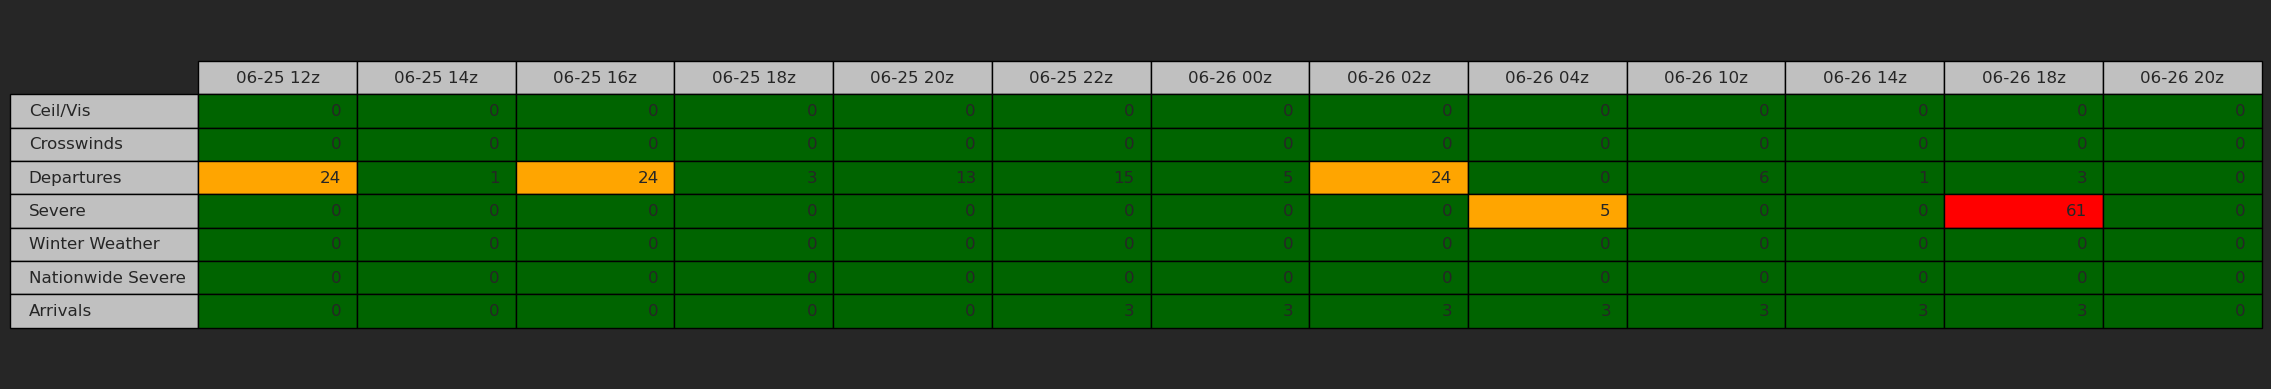 06-25 12z 06-25 14z 06-25 16z 06-25 18z 06-25 20z 06-25 22z 06-26 00z 06-26 02z 06-26 04z 06-26 10z 06-26 14z 06-26 18z 06-26 20z
Ceil/Vis 0 0 0 0 0 0 0 0 0 0 0 0 0
Crosswinds 0 0 0 0 0 0 0 0 0 0 0 0 0
Departures 24 1 24 3 13 15 5 24 0 6 1 3 0
Severe 0 0 0 0 0 0 0 0 5 0 0 61 0
Winter Weather 0 0 0 0 0 0 0 0 0 0 0 0 0
Nationwide Severe 0 0 0 0 0 0 0 0 0 0 0 0 0
Arrivals 0 0 0 0 0 3 3 3 3 3 3 3 0